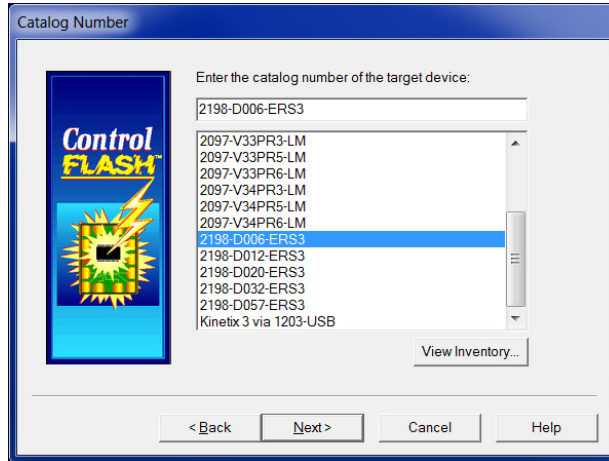 Catalog Number
Control
FLASH™
Enter the catalog number of the target device:
2198-D006-ERS3
2097-V33PR3-LM
2097-V33PR5-LM
2097-V33PR6-LM
2097-V34PR3-LM
2097-V34PR5-LM
2097-V34PR6-LM
2198-D006-ERS3
2198-D012-ERS3
2198-D020-ERS3
2198-D032-ERS3
2198-D057-ERS3
Kinetix 3 via 1203-USB
View Inventory...
< Back
Next >
Cancel
Help